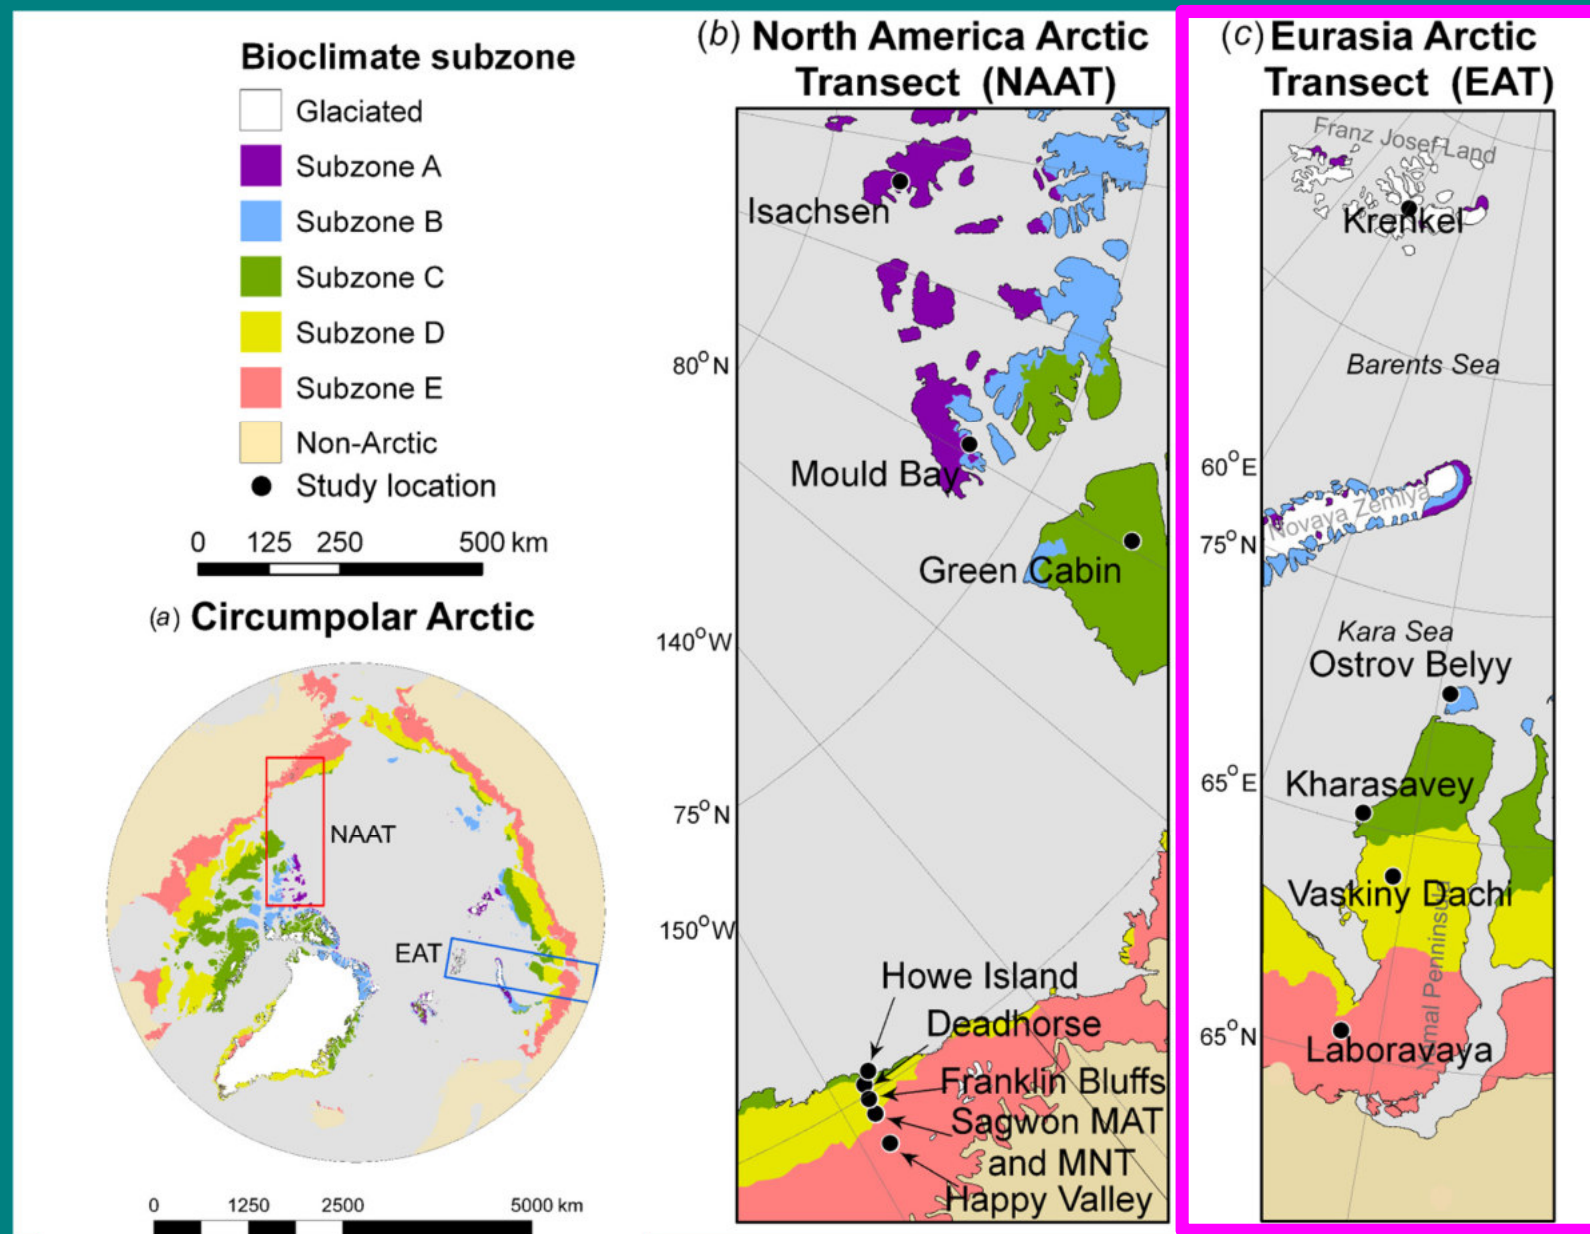 Bioclimate subzone
Glaciated
Subzone A
Subzone B
Subzone C
Subzone D
Subzone E
Non-Arctic
Study location
0 125 250 500 km
(a) Circumpolar Arctic
NAAT
EAT
0 1250 2500 5000 km
(b) North America Arctic
Transect (NAAT)
Isachsen
80°N
Mould Bay
Green Cabin
140°W
75°N
150°W
Howe Island
Deadhorse
Franklin Bluffs
Sagwon MAT
and MNT
Happy Valley
(c) Eurasia Arctic
Transect (EAT)
Franz Josef Land
Krenkel
Barents Sea
60°E
Novaya Zemlya
75°N
Kara Sea
Ostrov Belyy
65°E
Kharasavey
Vaskiny Dachi
Yamal Penninsula
65°N
Laboravaya